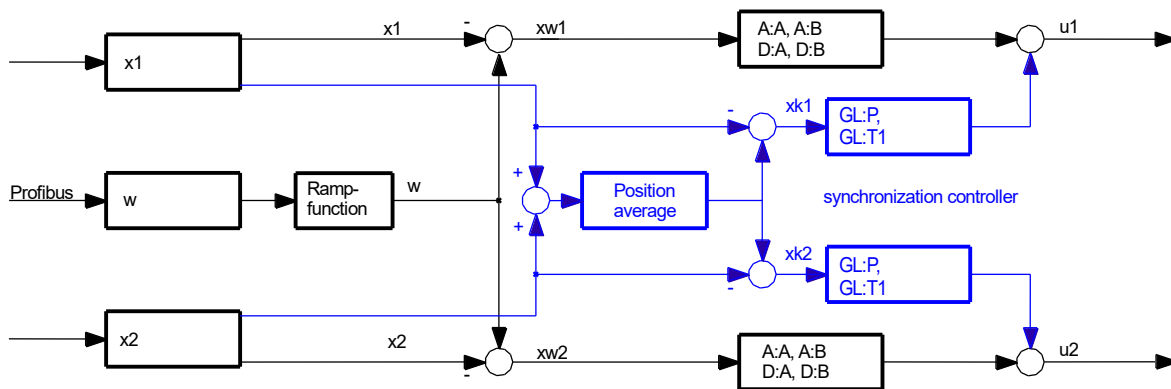 - x1 - xw1
A:A, A:B
D:A, D:B
u1
x1
- xk1
GL:P,
GL:T1
Profibus
w
Ramp-
function
w
+
+
Position
average
synchronization controller
- xk2
GL:P,
GL:T1
x2
x2 - xw2
A:A, A:B
D:A, D:B
u2